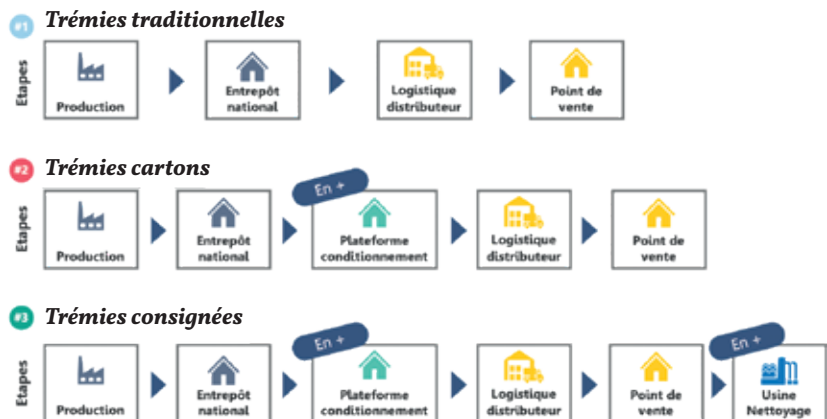 #1 Trémies traditionnelles
Etapes
Production
Entrepôt
national
Logistique
distributeur
Point de
vente
#2 Trémies cartons
En +
Etapes
Production
Entrepôt
national
Plateforme
conditionnement
Logistique
distributeur
Point de
vente
#3 Trémies consignées
En +
En +
Etapes
Production
Entrepôt
national
Plateforme
conditionnement
Logistique
distributeur
Point de
vente
Usine
Nettoyage